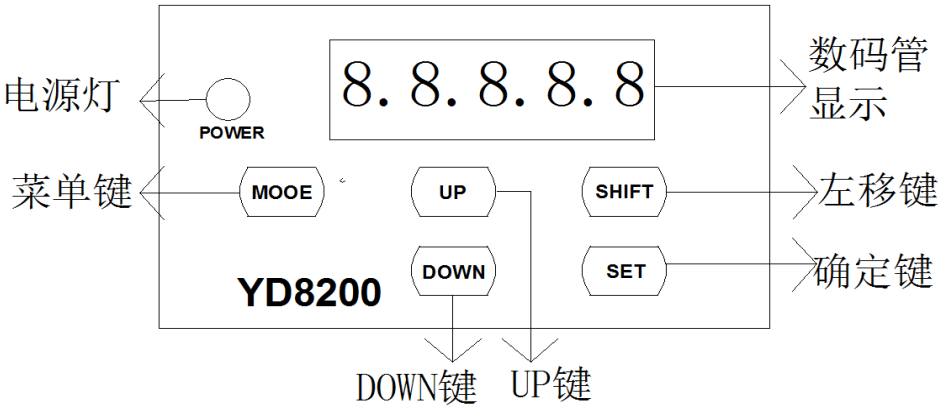 8.8.8.8.8
数码管
显示
电源灯
POWER
菜单键
MOOE
UP
SHIFT
左移键
DOWN
SET
确定键
YD8200
DOWN键
UP键